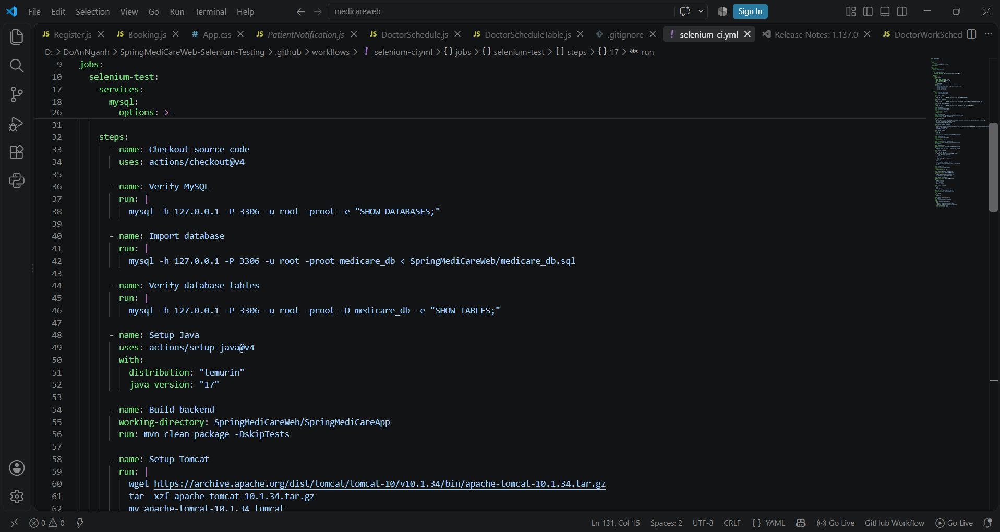 File Edit Selection View Go Run Terminal Help medicareweb Sign In
JS Register.js JS Booking.js # App.css JS PatientNotification.js JS DoctorSchedule.js JS DoctorScheduleTable.js .gitignore ! selenium-ci.yml Release Notes: 1.137.0 JS DoctorWorkSched
D: > DoAnNganh > SpringMediCareWeb-Selenium-Testing > .github > workflows > ! selenium-ci.yml > {} jobs > {} selenium-test > [] steps > {} 17 > abc run
9 jobs:
10 selenium-test:
17 services:
18 mysql:
26 options: >-
31
32 steps:
33 - name: Checkout source code
34 uses: actions/checkout@v4
35
36 - name: Verify MySQL
37 run: |
38 mysql -h 127.0.0.1 -P 3306 -u root -proot -e "SHOW DATABASES;"
39
40 - name: Import database
41 run: |
42 mysql -h 127.0.0.1 -P 3306 -u root -proot medicare_db < SpringMediCareWeb/medicare_db.sql
43
44 - name: Verify database tables
45 run: |
46 mysql -h 127.0.0.1 -P 3306 -u root -proot -D medicare_db -e "SHOW TABLES;"
47
48 - name: Setup Java
49 uses: actions/setup-java@v4
50 with:
51 distribution: "temurin"
52 java-version: "17"
53
54 - name: Build backend
55 working-directory: SpringMediCareWeb/SpringMediCareApp
56 run: mvn clean package -DskipTests
57
58 - name: Setup Tomcat
59 run: |
60 wget https://archive.apache.org/dist/tomcat/tomcat-10/v10.1.34/bin/apache-tomcat-10.1.34.tar.gz
61 tar -xzf apache-tomcat-10.1.34.tar.gz
62 mv apache-tomcat-10.1.34 tomcat
0 0 Ln 131, Col 15 Spaces: 2 UTF-8 CRLF {} YAML Go Live GitHub Workflow Go Live